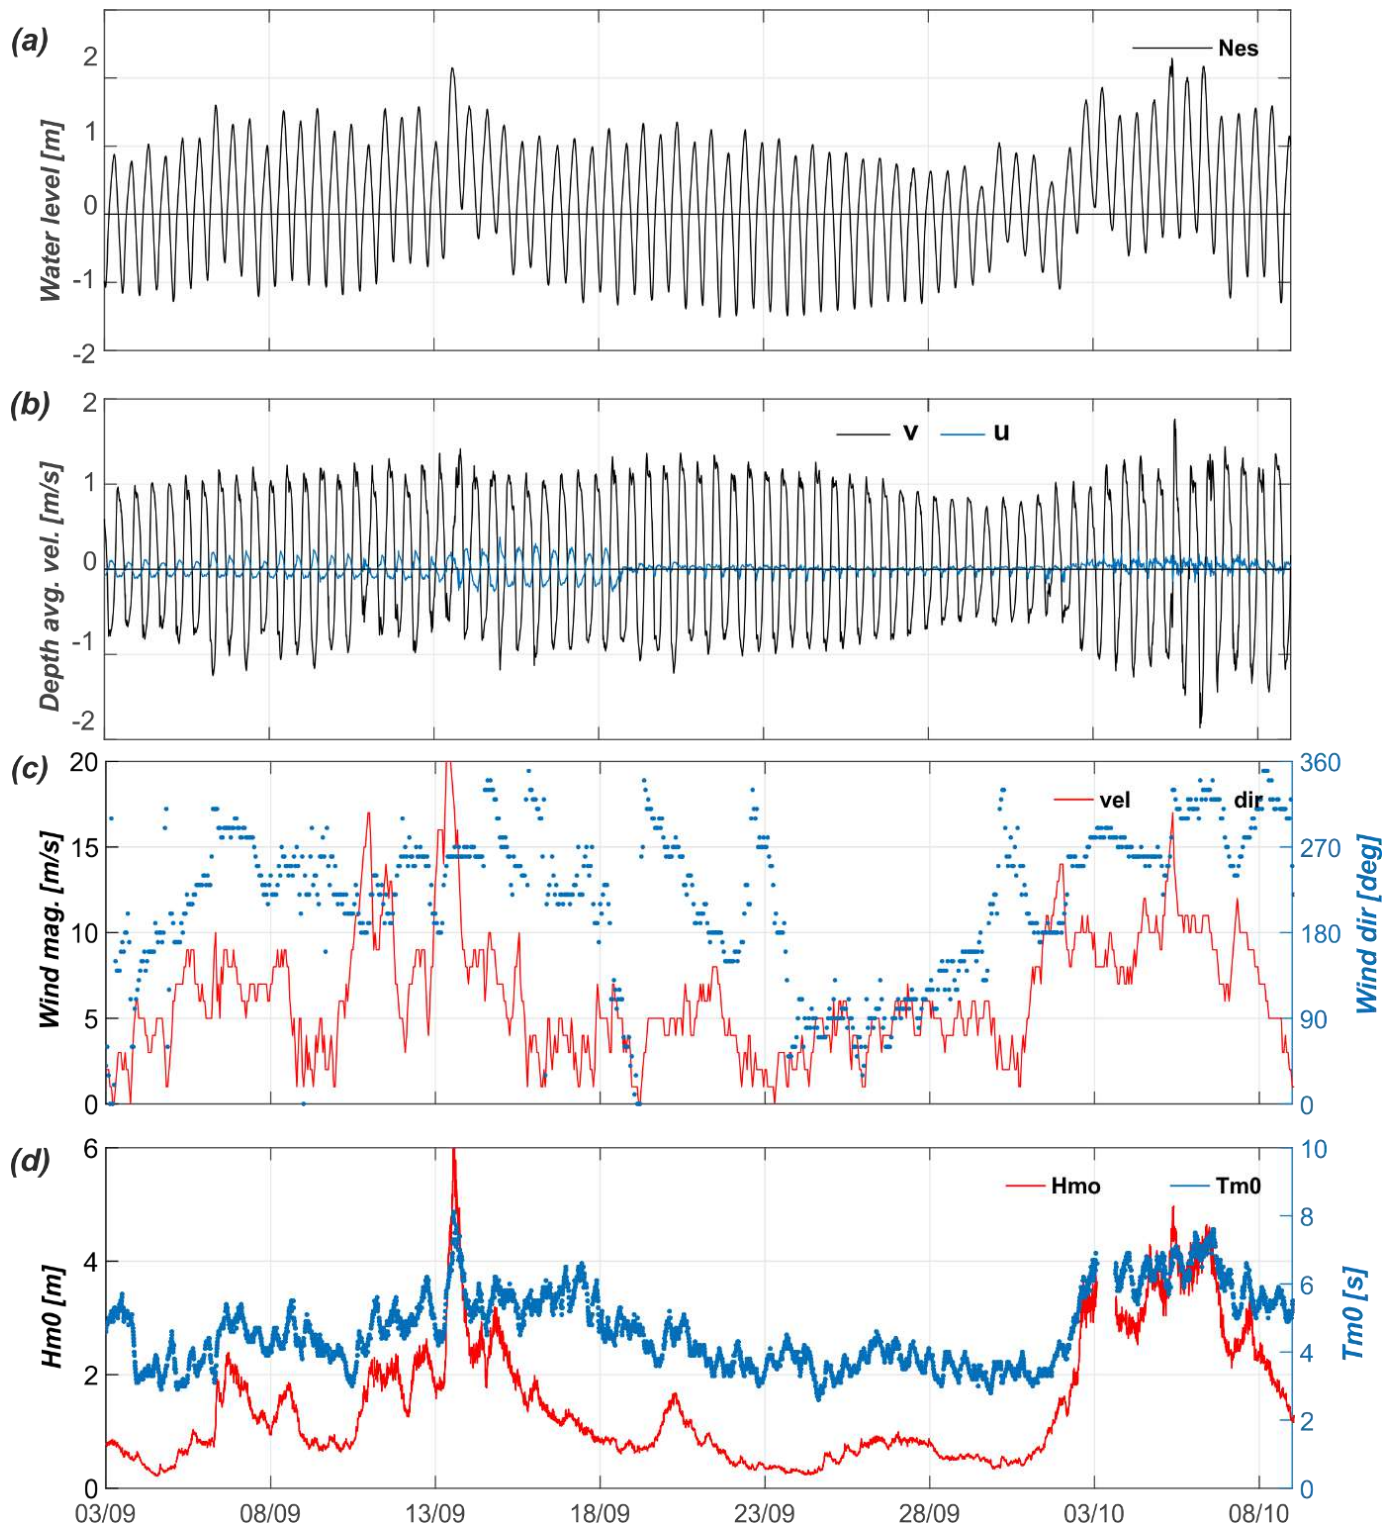 (a)
Water level [m]
2
1
0
-1
-2
Nes
(b)
Depth avg. vel. [m/s]
2
1
0
-1
-2
v u
(c)
Wind mag. [m/s]
20
15
10
5
0
vel dir
360
270
180
90
0
Wind dir [deg]
(d)
Hm0 [m]
6
4
2
0
Hmo Tm0
10
8
6
4
2
0
Tm0 [s]
03/09 08/09 13/09 18/09 23/09 28/09 03/10 08/10